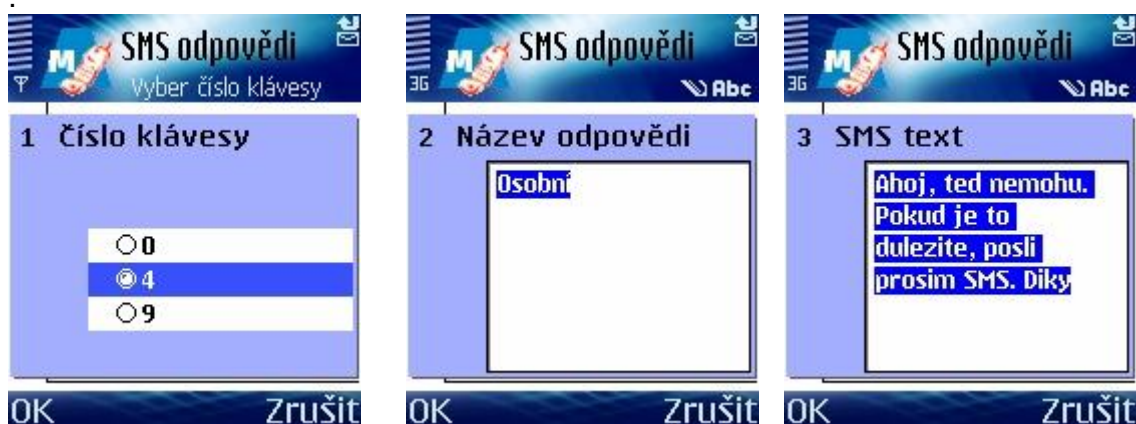 .
SMS odpovědi
Vyber číslo klávesy
1 Číslo klávesy
0
4
9
OK Zrušit
3G
SMS odpovědi
Abc
2 Název odpovědi
Osobní
OK Zrušit
3G
SMS odpovědi
Abc
3 SMS text
Ahoj, ted nemohu.
Pokud je to
dulezite, posli
prosim SMS. Diky
OK Zrušit